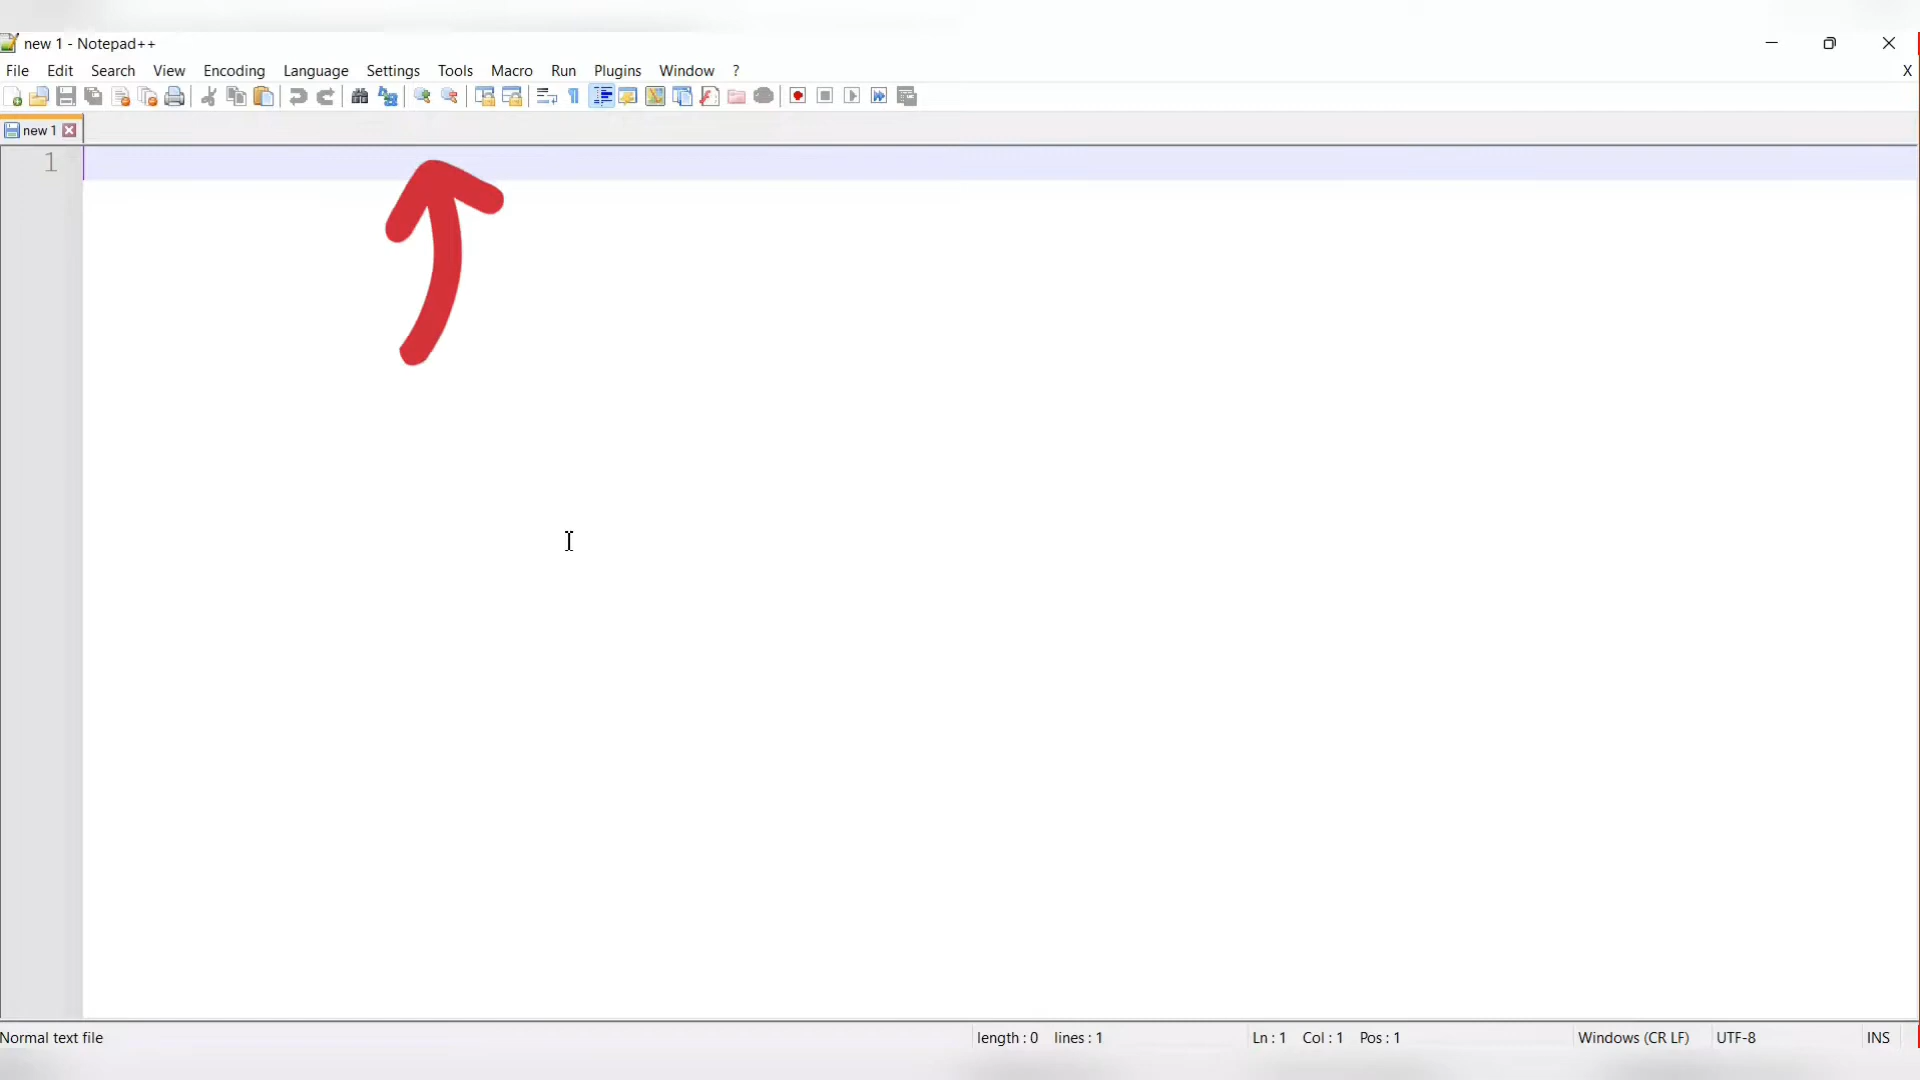 new 1 - Notepad++
File Edit Search View Encoding Language Settings Tools Macro Run Plugins Window ? X
new 1
1
Normal text file length : 0 lines : 1 Ln : 1 Col : 1 Pos : 1 Windows (CR LF) UTF-8 INS